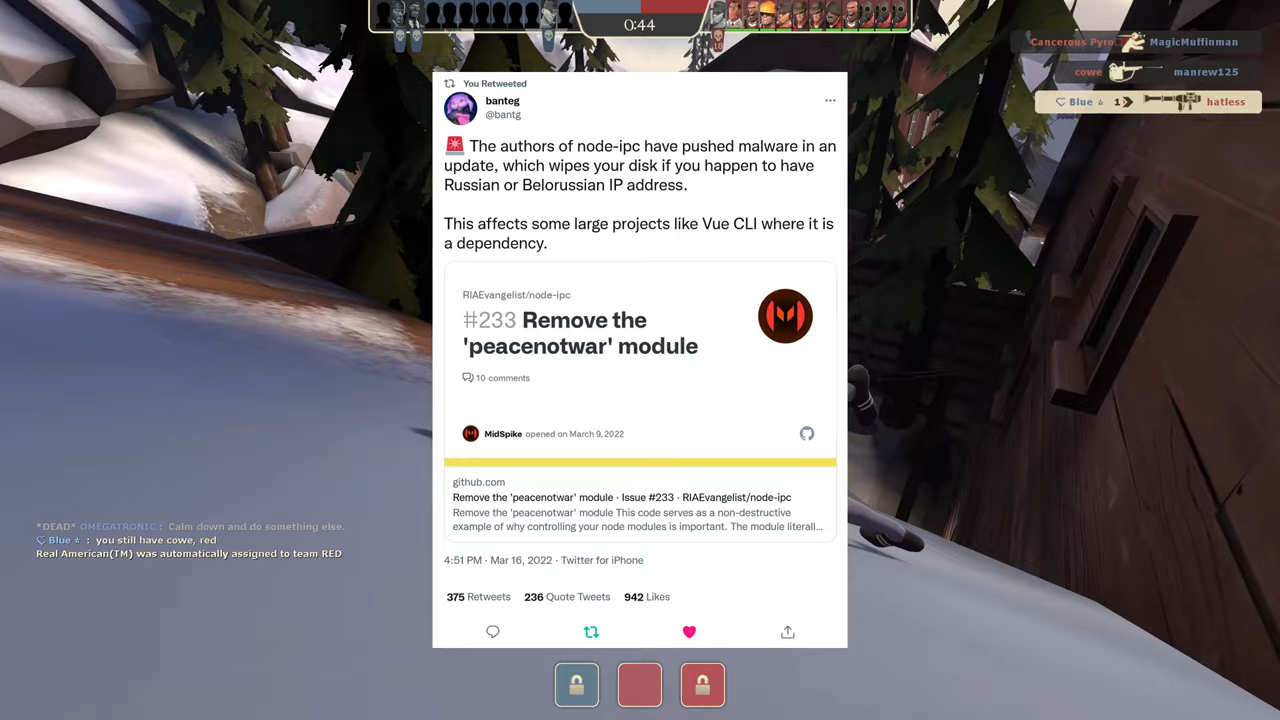 0:44
18
Cancerous Pyro MagicMuffinman
cowe manrew125
♡ Blue ☆ 1 hatless
You Retweeted
banteg
@bantg
🚨 The authors of node-ipc have pushed malware in an
update, which wipes your disk if you happen to have
Russian or Belorussian IP address.
This affects some large projects like Vue CLI where it is
a dependency.
RIAEvangelist/node-ipc
#233 Remove the
'peacenotwar' module
10 comments
MidSpike opened on March 9, 2022
github.com
Remove the 'peacenotwar' module · Issue #233 · RIAEvangelist/node-ipc
Remove the 'peacenotwar' module This code serves as a non-destructive
example of why controlling your node modules is important. The module literall...
4:51 PM · Mar 16, 2022 · Twitter for iPhone
375 Retweets 236 Quote Tweets 942 Likes
*DEAD* OMEGATRONIC : Calm down and do something else.
♡ Blue ☆ : you still have cowe, red
Real American(TM) was automatically assigned to team RED